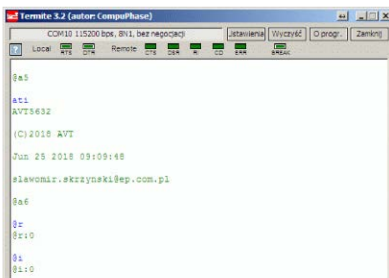 Termite 3.2 (autor: CompuPhase)
COM10 115200 bps, 8N1, bez negocjacji Ustawienia Wyczyść O progr. Zamknij
Local RTS DTR Remote CTS DSR RI CD ERR BREAK
@a5
ati
AVT5632
(C)2018 AVT
Jun 25 2018 09:09:48
slawomir.skrzynski@ep.com.pl
@a6
@r
@r:0
@i
@i:0